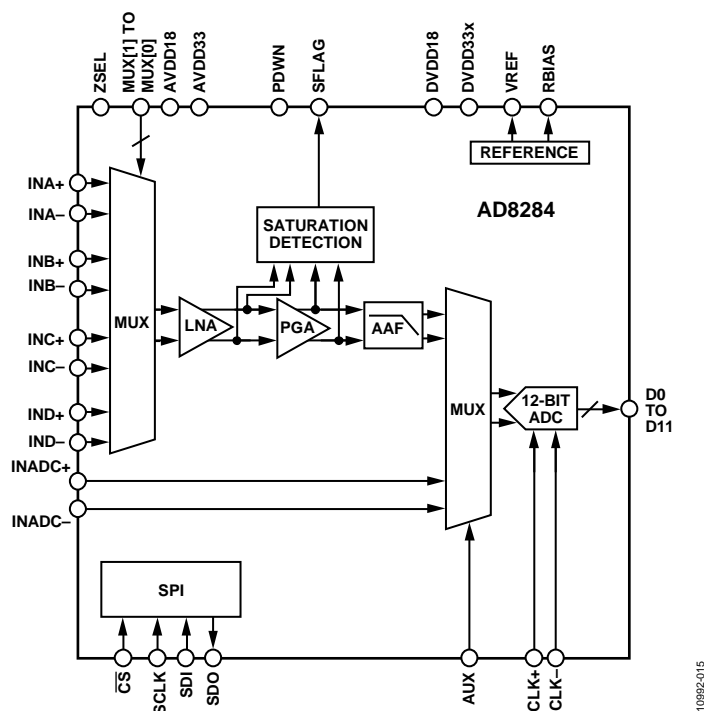 ZSEL
MUX[1] TO
MUX[0]
AVDD18
AVDD33
PDWN
SFLAG
DVDD18
DVDD33x
VREF
RBIAS
REFERENCE
AD8284
INA+
INA–
INB+
INB–
INC+
INC–
IND+
IND–
INADC+
INADC–
MUX
LNA
SATURATION
DETECTION
PGA
AAF
MUX
12-BIT
ADC
D0
TO
D11
SPI
CS
SCLK
SDI
SDO
AUX
CLK+
CLK–
10992-015